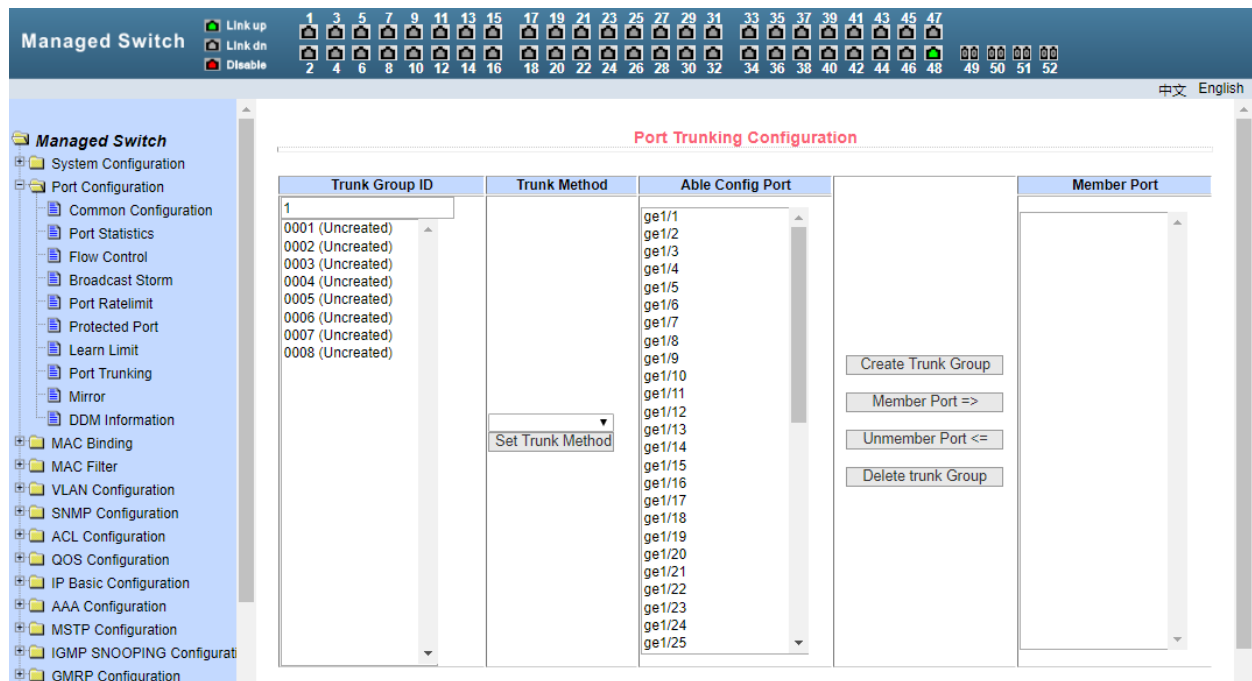 Managed Switch
Link up
Link dn
Disable
1 3 5 7 9 11 13 15 17 19 21 23 25 27 29 31 33 35 37 39 41 43 45 47
2 4 6 8 10 12 14 16 18 20 22 24 26 28 30 32 34 36 38 40 42 44 46 48 49 50 51 52
中文 English
Managed Switch
System Configuration
Port Configuration
Common Configuration
Port Statistics
Flow Control
Broadcast Storm
Port Ratelimit
Protected Port
Learn Limit
Port Trunking
Mirror
DDM Information
MAC Binding
MAC Filter
VLAN Configuration
SNMP Configuration
ACL Configuration
QOS Configuration
IP Basic Configuration
AAA Configuration
MSTP Configuration
IGMP SNOOPING Configurati
GMRP Configuration
Port Trunking Configuration
Trunk Group ID
1
0001 (Uncreated)
0002 (Uncreated)
0003 (Uncreated)
0004 (Uncreated)
0005 (Uncreated)
0006 (Uncreated)
0007 (Uncreated)
0008 (Uncreated)
Trunk Method
Set Trunk Method
Able Config Port
ge1/1
ge1/2
ge1/3
ge1/4
ge1/5
ge1/6
ge1/7
ge1/8
ge1/9
ge1/10
ge1/11
ge1/12
ge1/13
ge1/14
ge1/15
ge1/16
ge1/17
ge1/18
ge1/19
ge1/20
ge1/21
ge1/22
ge1/23
ge1/24
ge1/25
Create Trunk Group
Member Port =>
Unmember Port <=
Delete trunk Group
Member Port